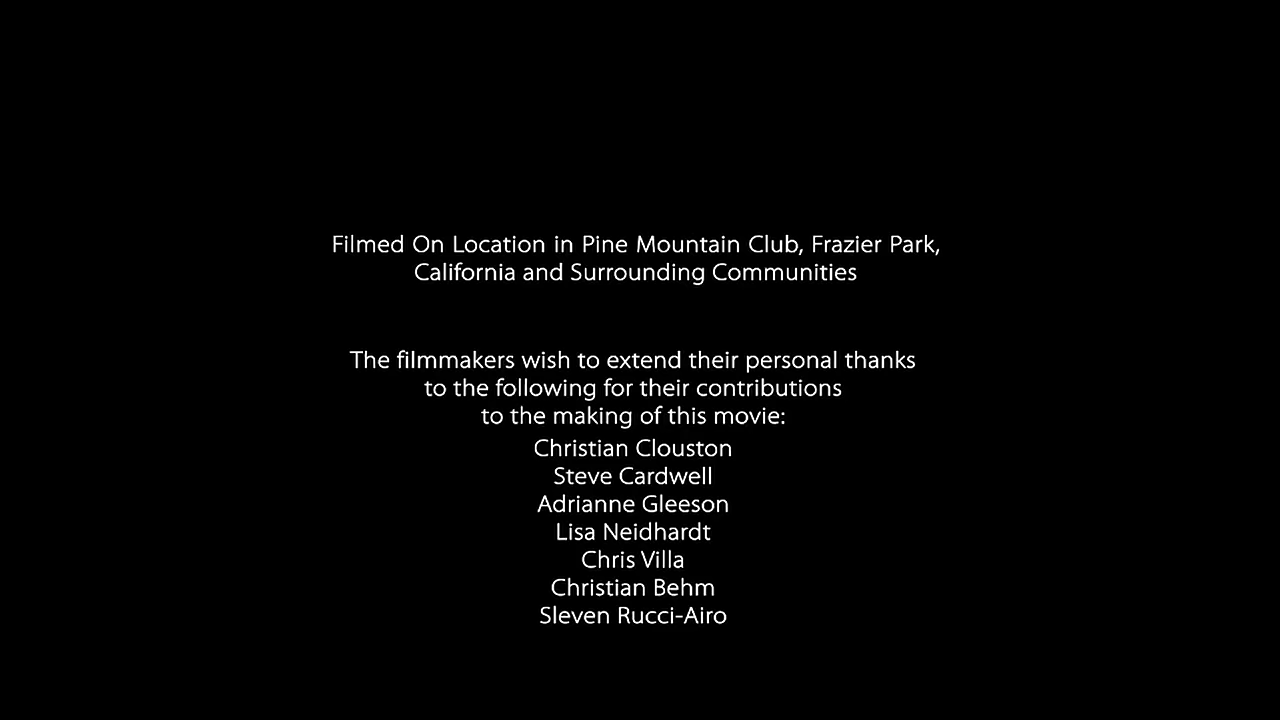 Filmed On Location in Pine Mountain Club, Frazier Park,
California and Surrounding Communities
The filmmakers wish to extend their personal thanks
to the following for their contributions
to the making of this movie:
Christian Clouston
Steve Cardwell
Adrianne Gleeson
Lisa Neidhardt
Chris Villa
Christian Behm
Sleven Rucci-Airo